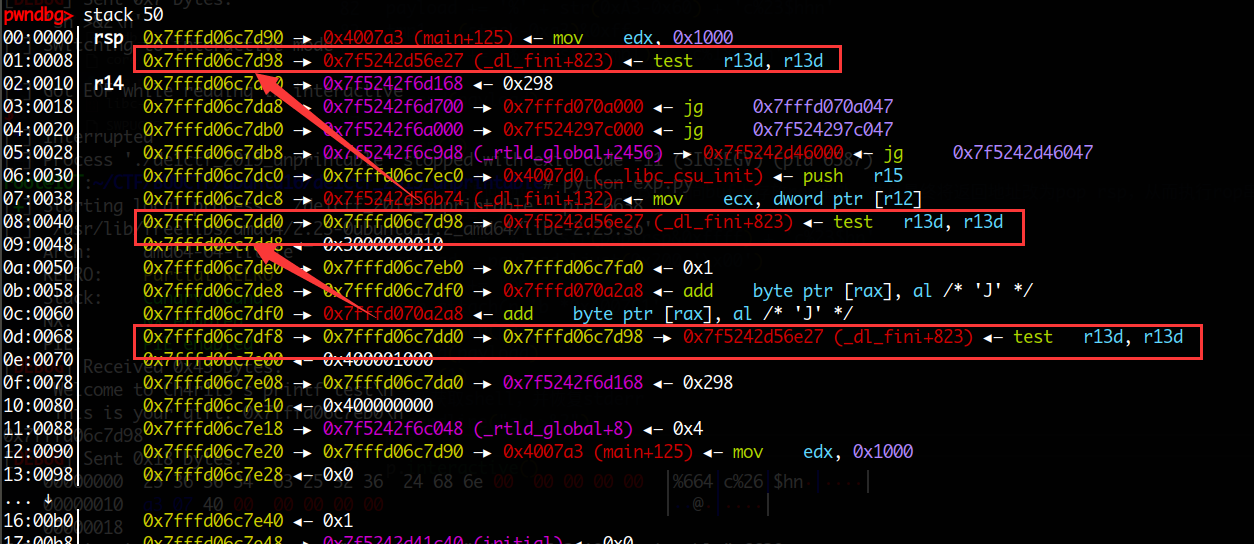 pwndbg> stack 50
00:0000│ rsp 0x7fffd06c7d90 —▸ 0x4007a3 (main+125) ◂— mov edx, 0x1000
01:0008│ 0x7fffd06c7d98 —▸ 0x7f5242d56e27 (_dl_fini+823) ◂— test r13d, r13d
02:0010│ r14 0x7fffd06c7da0 —▸ 0x7f5242f6d168 ◂— 0x298
03:0018│ 0x7fffd06c7da8 —▸ 0x7f5242f6d700 —▸ 0x7fffd070a000 ◂— jg 0x7fffd070a047
04:0020│ 0x7fffd06c7db0 —▸ 0x7f5242f6a000 —▸ 0x7f524297c000 ◂— jg 0x7f524297c047
05:0028│ 0x7fffd06c7db8 —▸ 0x7f5242f6c9d8 (_rtld_global+2456) —▸ 0x7f5242d46000 ◂— jg 0x7f5242d46047
06:0030│ 0x7fffd06c7dc0 —▸ 0x7fffd06c7ec0 —▸ 0x4007d0 (__libc_csu_init) ◂— push r15
07:0038│ 0x7fffd06c7dc8 —▸ 0x7f5242d56b74 (_dl_fini+132) ◂— mov ecx, dword ptr [r12]
08:0040│ 0x7fffd06c7dd0 —▸ 0x7fffd06c7d98 —▸ 0x7f5242d56e27 (_dl_fini+823) ◂— test r13d, r13d
09:0048│ 0x7fffd06c7dd8 ◂— 0x3000000010
0a:0050│ 0x7fffd06c7de0 —▸ 0x7fffd06c7eb0 —▸ 0x7fffd06c7fa0 ◂— 0x1
0b:0058│ 0x7fffd06c7de8 —▸ 0x7fffd06c7df0 —▸ 0x7fffd070a2a8 ◂— add byte ptr [rax], al /* 'J' */
0c:0060│ 0x7fffd06c7df0 —▸ 0x7fffd070a2a8 ◂— add byte ptr [rax], al /* 'J' */
0d:0068│ 0x7fffd06c7df8 —▸ 0x7fffd06c7dd0 —▸ 0x7fffd06c7d98 —▸ 0x7f5242d56e27 (_dl_fini+823) ◂— test r13d, r13d
0e:0070│ 0x7fffd06c7e00 ◂— 0x400001000
0f:0078│ 0x7fffd06c7e08 —▸ 0x7fffd06c7da0 —▸ 0x7f5242f6d168 ◂— 0x298
10:0080│ 0x7fffd06c7e10 ◂— 0x400000000
11:0088│ 0x7fffd06c7e18 —▸ 0x7f5242f6c048 (_rtld_global+8) ◂— 0x4
12:0090│ 0x7fffd06c7e20 —▸ 0x7fffd06c7d90 —▸ 0x4007a3 (main+125) ◂— mov edx, 0x1000
13:0098│ 0x7fffd06c7e28 ◂— 0x0
... ↓
16:00b0│ 0x7fffd06c7e40 ◂— 0x1